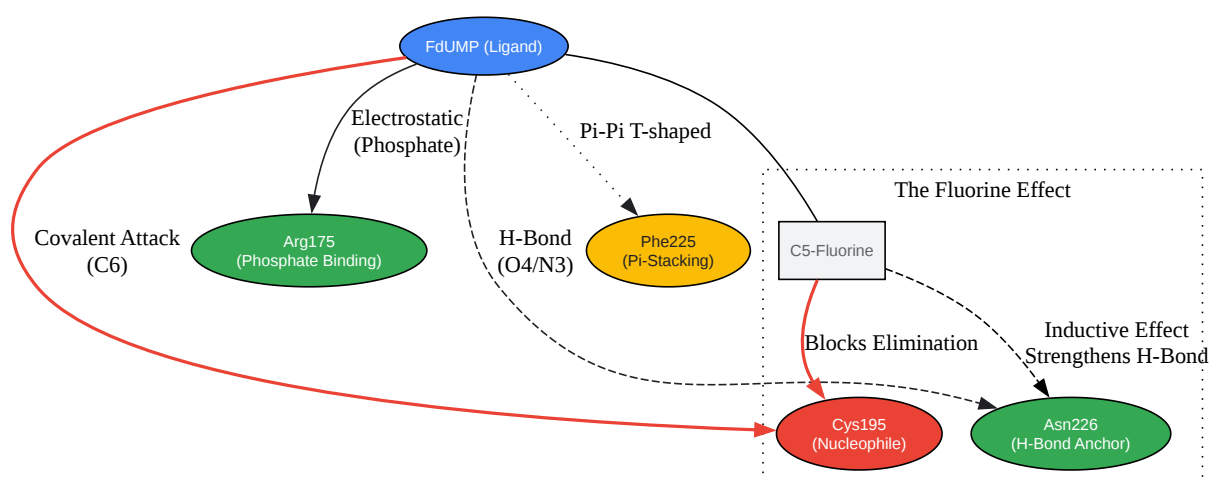 FdUMP (Ligand)
Electrostatic
(Phosphate)
Pi-Pi T-shaped
The Fluorine Effect
Covalent Attack
(C6)
Arg175
(Phosphate Binding)
H-Bond
(O4/N3)
Phe225
(Pi-Stacking)
C5-Fluorine
Blocks Elimination
Inductive Effect
Strengthens H-Bond
Cys195
(Nucleophile)
Asn226
(H-Bond Anchor)